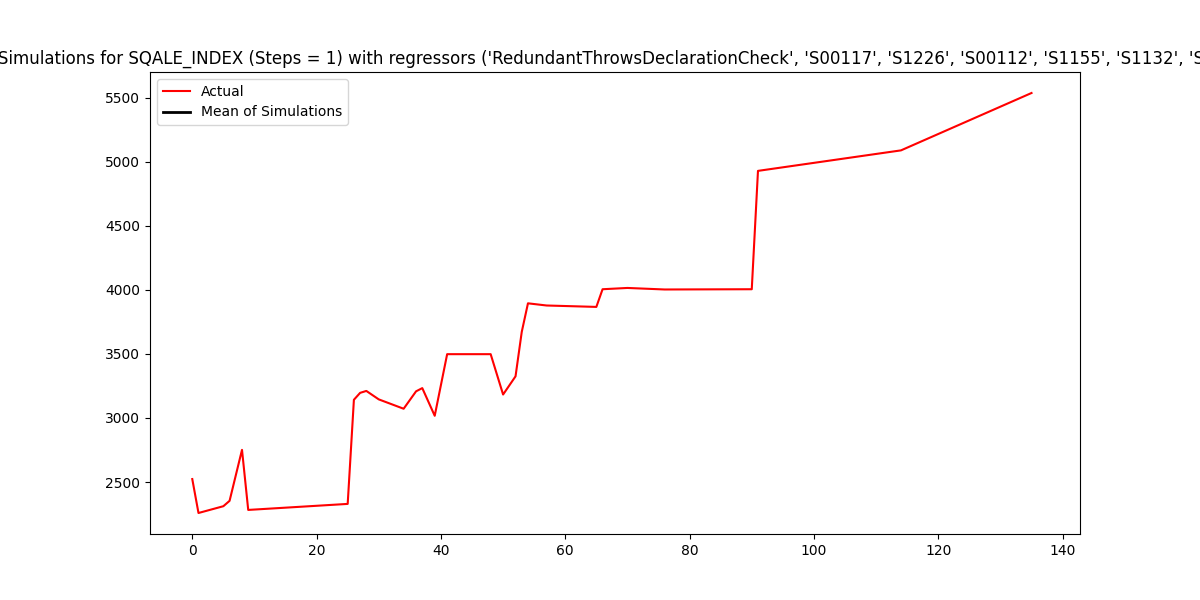 Simulations for SQALE_INDEX (Steps = 1) with regressors ('RedundantThrowsDeclarationCheck', 'S00117', 'S1226', 'S00112', 'S1155', 'S1132', 'S
Actual
Mean of Simulations
5500
5000
4500
4000
3500
3000
2500
0 20 40 60 80 100 120 140